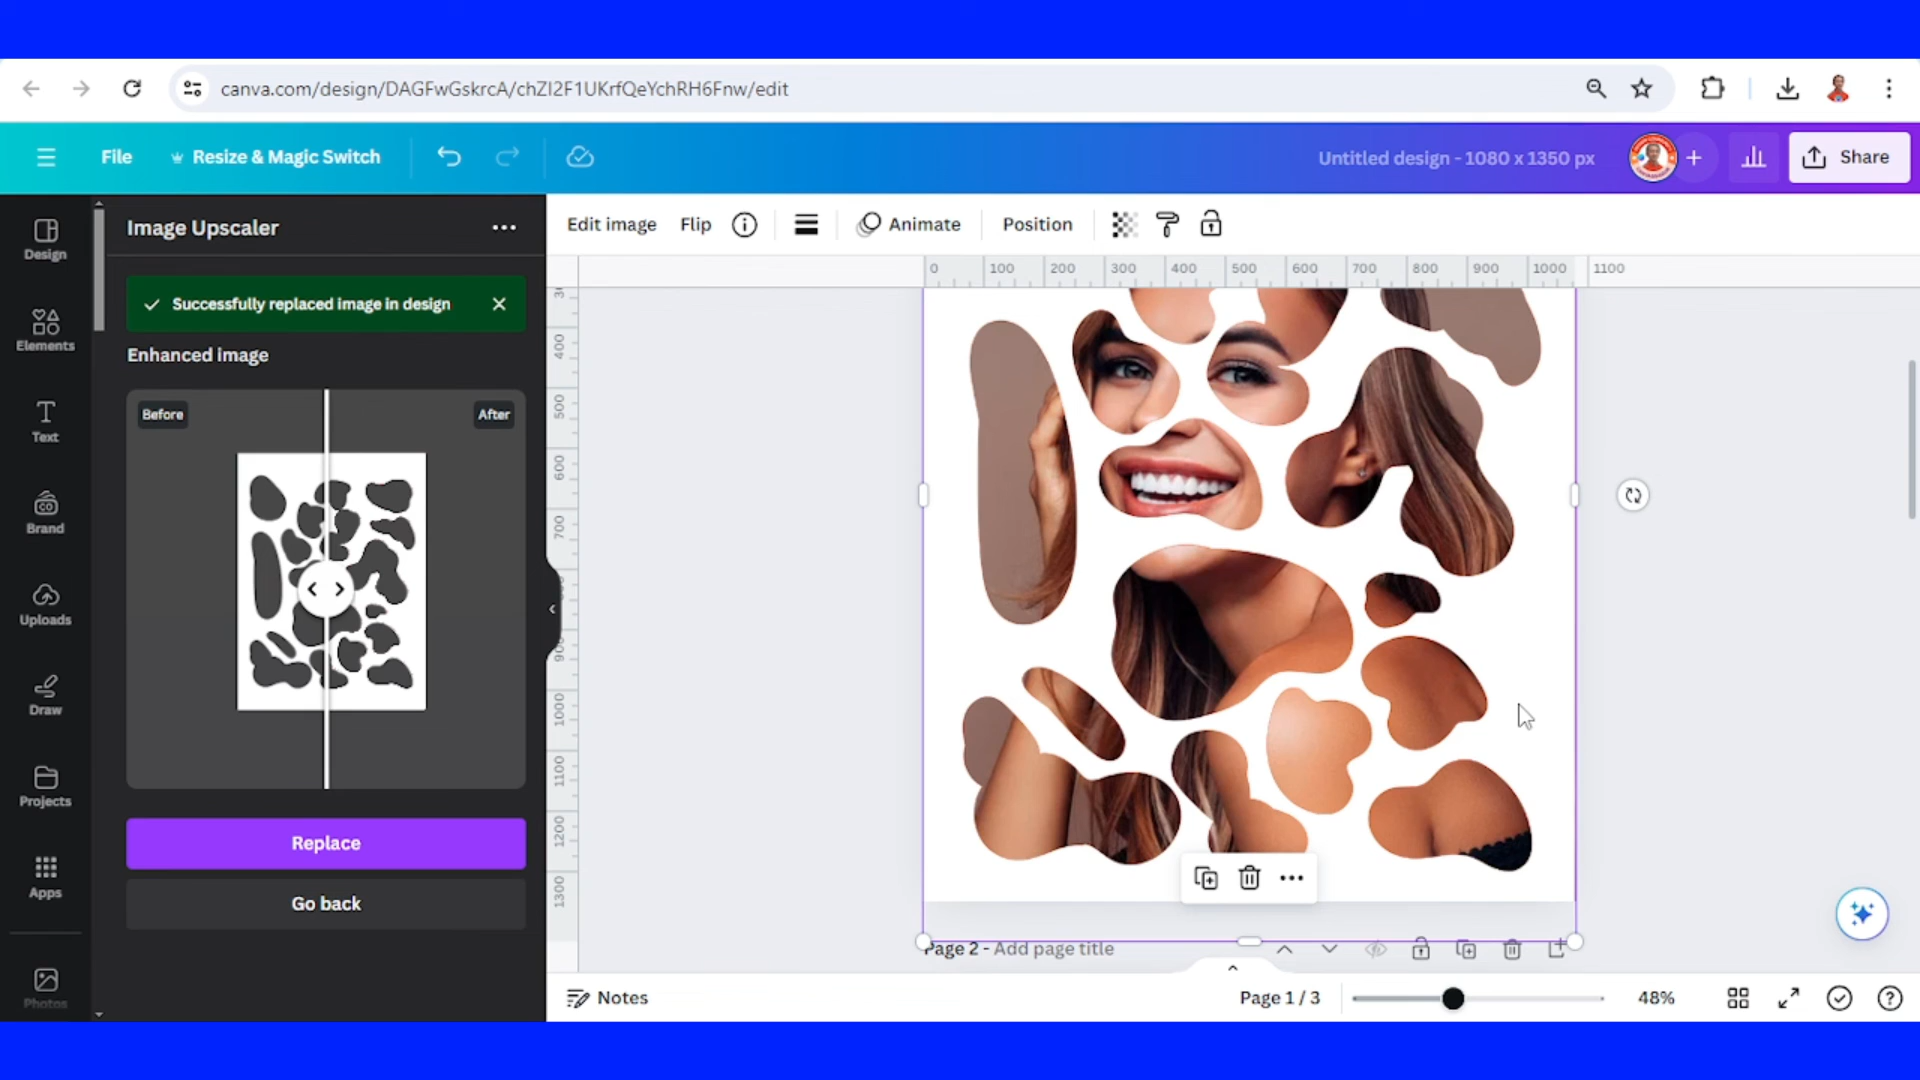 canva.com/design/DAGFwGskrcA/chZI2F1UKrfQeYchRH6Fnw/edit
File
Resize & Magic Switch
Untitled design - 1080 x 1350 px
Share
Design
Elements
Text
Brand
Uploads
Draw
Projects
Apps
Photos
Image Upscaler
Successfully replaced image in design
Enhanced image
Before
After
Replace
Go back
Edit image
Flip
Animate
Position
0 100 200 300 400 500 600 700 800 900 1000 1100
400
500
600
700
1000
1100
1200
1300
Page 2 - Add page title
Notes
Page 1 / 3
48%